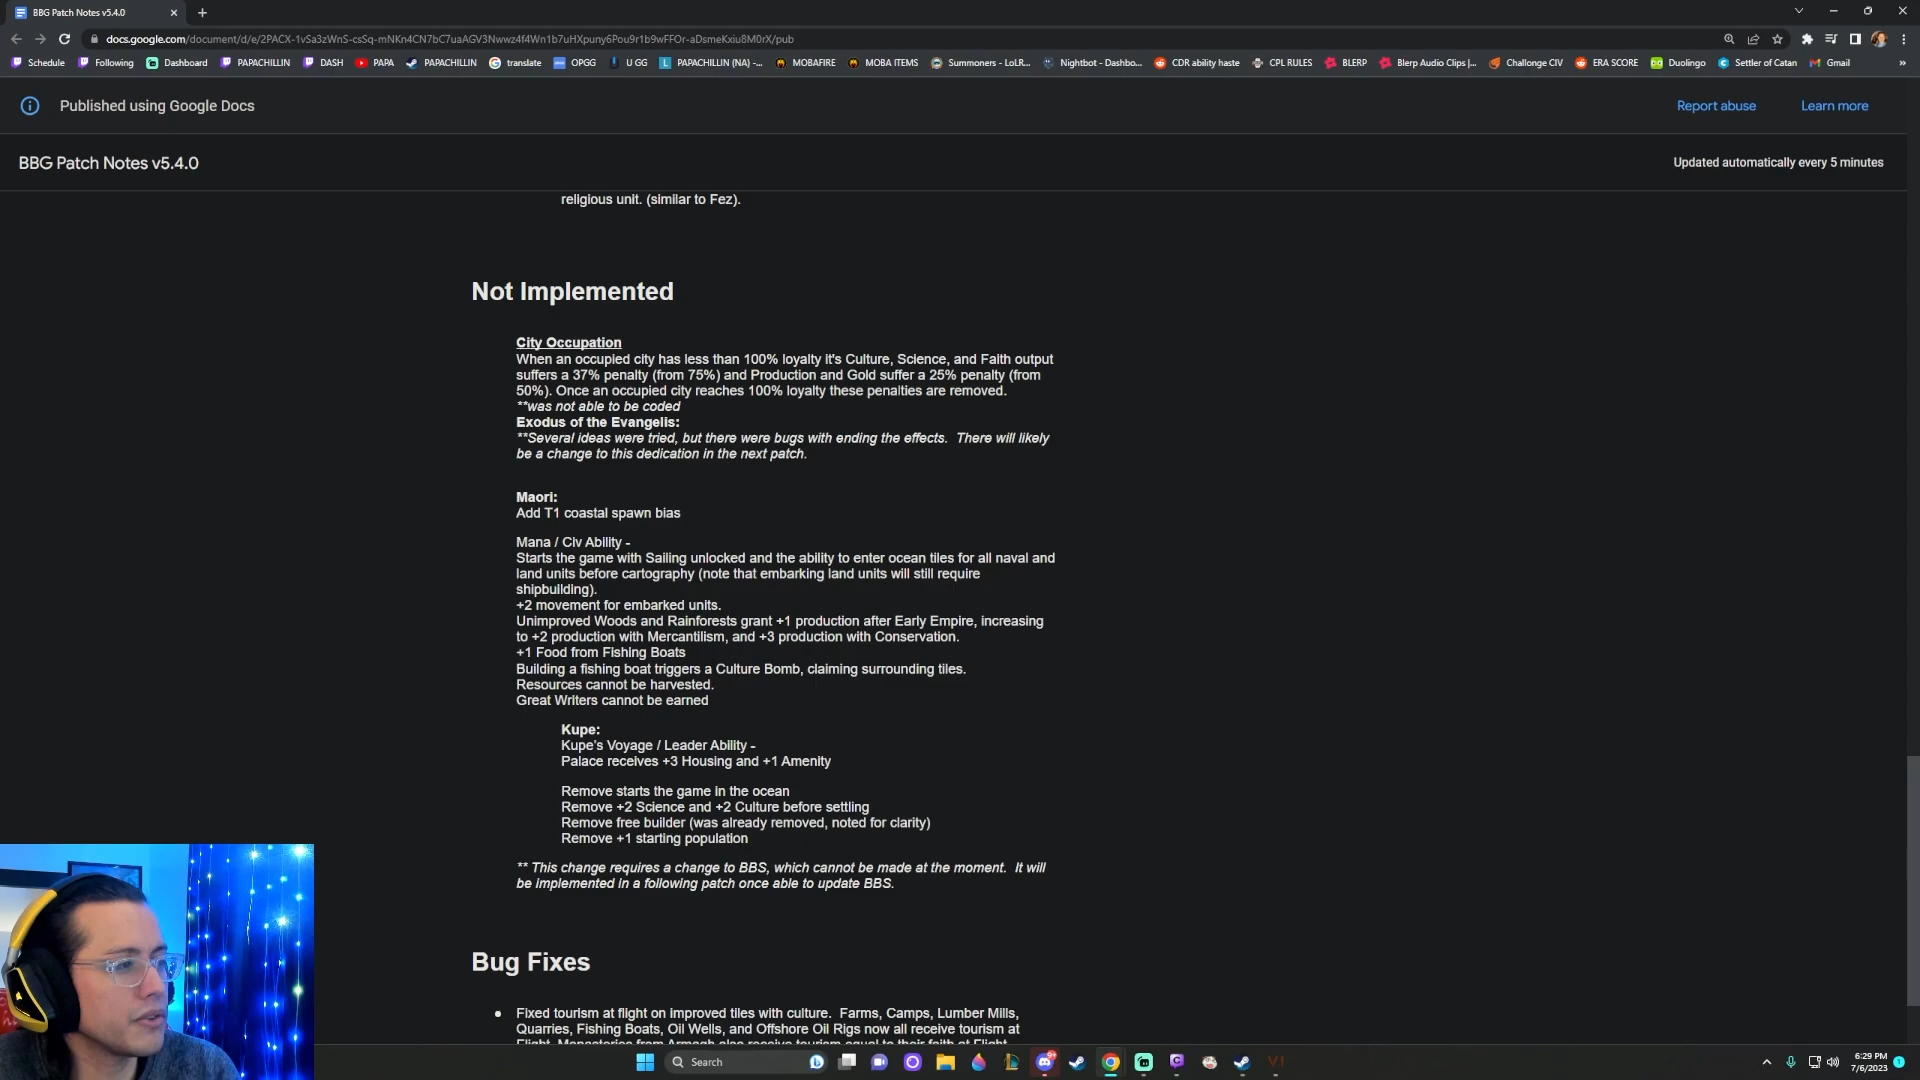 BBG Patch Notes v5.4.0
docs.google.com/document/d/e/2PACX-1vSa3zWnS-csSq-mNKn4CN7bC7uaAGV3Nwwz4f4Wn1b7uHXpuny6Pou9r1b9wFFOr-aDsmeKxiu8M0rX/pub
Schedule Following Dashboard PAPACHILLIN DASH PAPA PAPACHILLIN translate OPGG U GG PAPACHILLIN (NA) -... MOBAFIRE MOBA ITEMS Summoners - LoLR... Nightbot - Dashbo... CDR ability haste CPL RULES BLERP Blerp Audio Clips |... Challonge CIV ERA SCORE Duolingo Settler of Catan Gmail »
Published using Google Docs Report abuse Learn more
BBG Patch Notes v5.4.0 Updated automatically every 5 minutes
religious unit. (similar to Fez).
Not Implemented
City Occupation
When an occupied city has less than 100% loyalty it's Culture, Science, and Faith output
suffers a 37% penalty (from 75%) and Production and Gold suffer a 25% penalty (from
50%). Once an occupied city reaches 100% loyalty these penalties are removed.
**was not able to be coded
Exodus of the Evangelis:
**Several ideas were tried, but there were bugs with ending the effects. There will likely
be a change to this dedication in the next patch.
Maori:
Add T1 coastal spawn bias
Mana / Civ Ability -
Starts the game with Sailing unlocked and the ability to enter ocean tiles for all naval and
land units before cartography (note that embarking land units will still require
shipbuilding).
+2 movement for embarked units.
Unimproved Woods and Rainforests grant +1 production after Early Empire, increasing
to +2 production with Mercantilism, and +3 production with Conservation.
+1 Food from Fishing Boats
Building a fishing boat triggers a Culture Bomb, claiming surrounding tiles.
Resources cannot be harvested.
Great Writers cannot be earned
Kupe:
Kupe's Voyage / Leader Ability -
Palace receives +3 Housing and +1 Amenity
Remove starts the game in the ocean
Remove +2 Science and +2 Culture before settling
Remove free builder (was already removed, noted for clarity)
Remove +1 starting population
** This change requires a change to BBS, which cannot be made at the moment. It will
be implemented in a following patch once able to update BBS.
Bug Fixes
• Fixed tourism at flight on improved tiles with culture. Farms, Camps, Lumber Mills,
Quarries, Fishing Boats, Oil Wells, and Offshore Oil Rigs now all receive tourism at
Flight. Monasteries from Armagh also receive tourism equal to their faith at Flight
Search
6:29 PM
7/6/2023